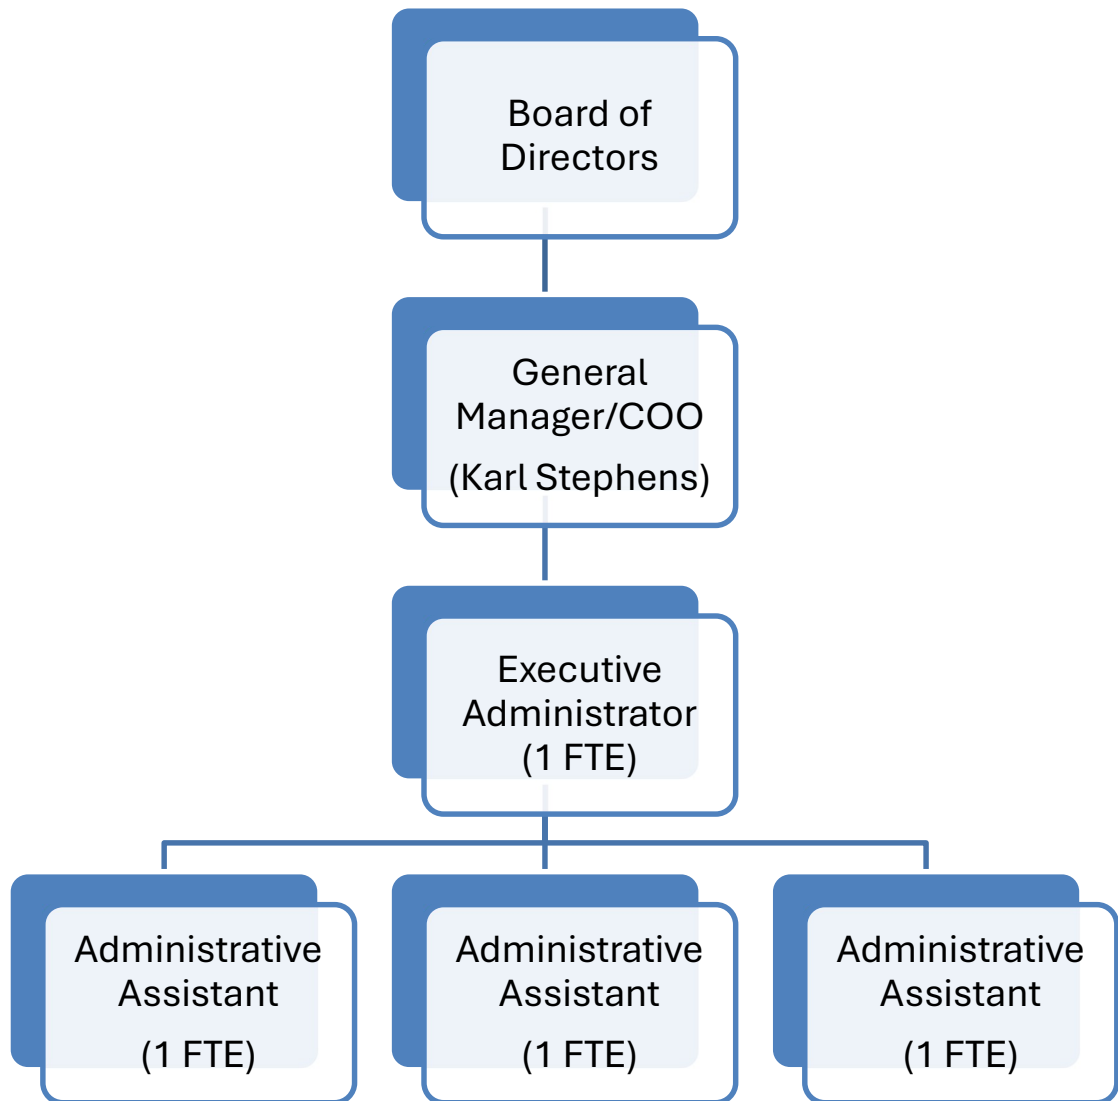 Board of
Directors
General
Manager/COO
(Karl Stephens)
Executive
Administrator
(1 FTE)
Administrative
Assistant
(1 FTE)
Administrative
Assistant
(1 FTE)
Administrative
Assistant
(1 FTE)